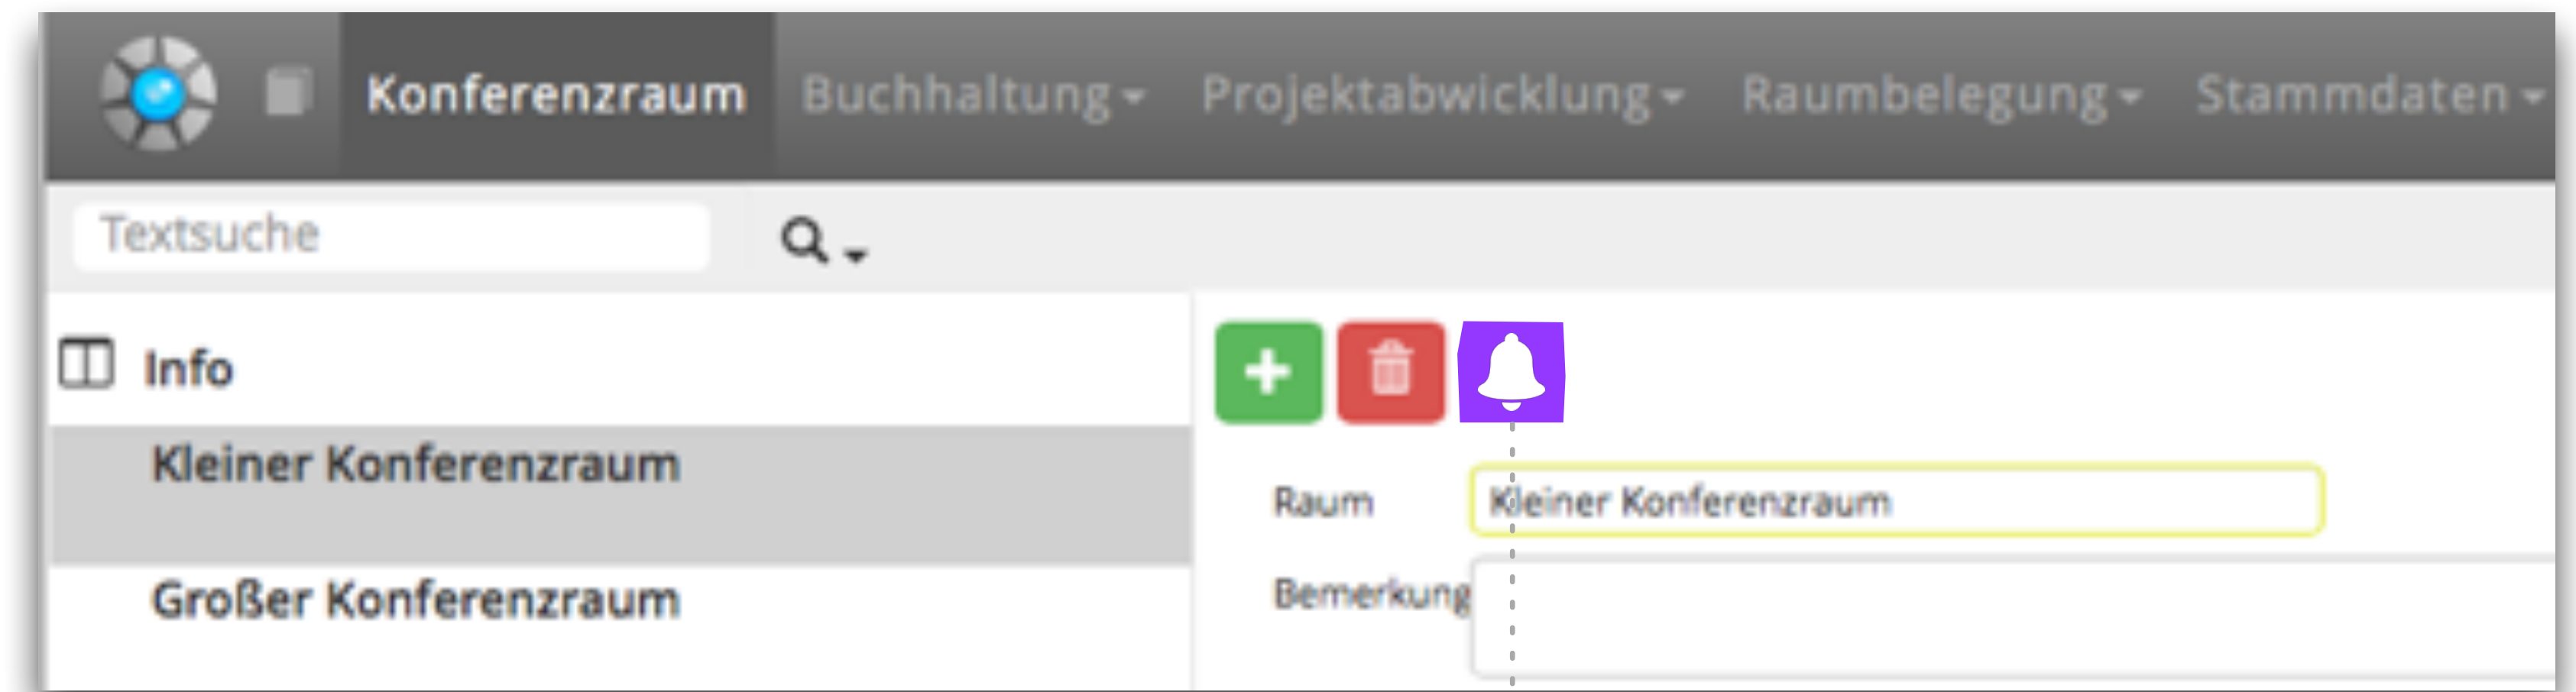 Konferenzraum Buchhaltung Projektabwicklung Raumbelegung Stammdaten
Textsuche
Info
Kleiner Konferenzraum
Großer Konferenzraum
Raum Kleiner Konferenzraum
Bemerkung